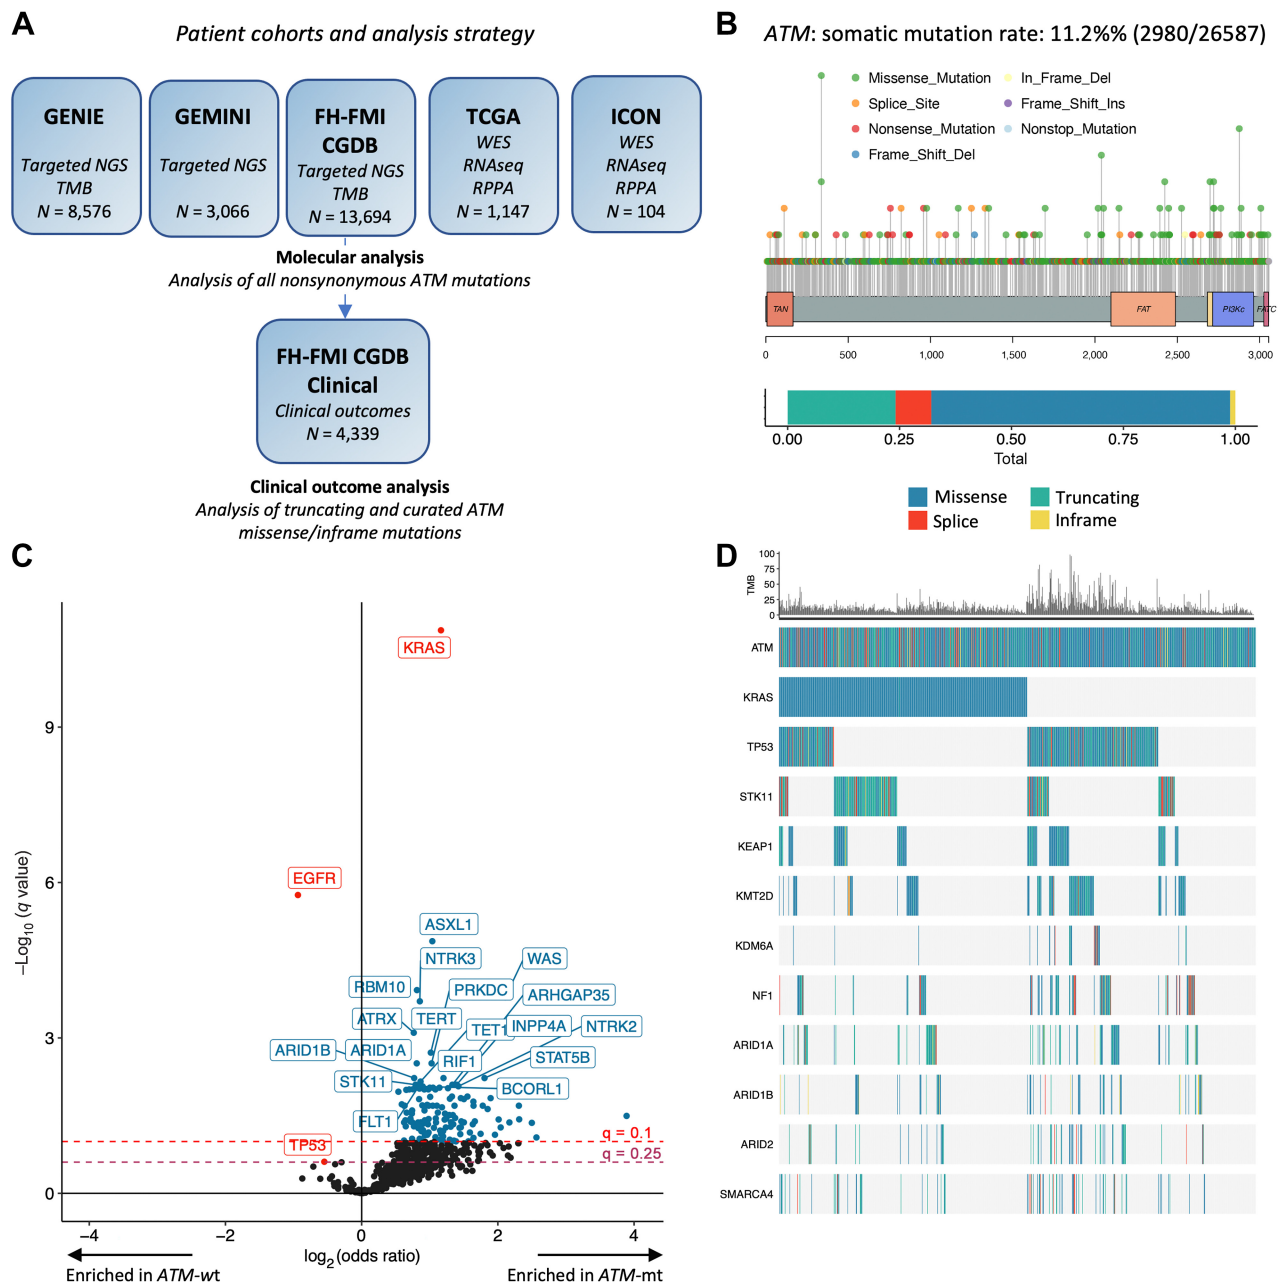 A
Patient cohorts and analysis strategy
GENIE
Targeted NGS
TMB
N = 8,576
GEMINI
Targeted NGS
N = 3,066
FH-FMI
CGDB
Targeted NGS
TMB
N = 13,694
TCGA
WES
RNAseq
RPPA
N = 1,147
ICON
WES
RNAseq
RPPA
N = 104
Molecular analysis
Analysis of all nonsynonymous ATM mutations
FH-FMI CGDB
Clinical
Clinical outcomes
N = 4,339
Clinical outcome analysis
Analysis of truncating and curated ATM
missense/inframe mutations
B
ATM: somatic mutation rate: 11.2%% (2980/26587)
Missense_Mutation
Splice_Site
Nonsense_Mutation
Frame_Shift_Del
In_Frame_Del
Frame_Shift_Ins
Nonstop_Mutation
TAN
FAT
PI3Kc
FATC
0 500 1,000 1,500 2,000 2,500 3,000
0.00 0.25 0.50 0.75 1.00
Total
Missense
Truncating
Splice
Inframe
C
−Log10 (q value)
9
6
3
0
KRAS
EGFR
ASXL1
NTRK3
WAS
RBM10
PRKDC
ARHGAP35
ATRX
TERT
TET1
INPP4A
NTRK2
ARID1B
ARID1A
RIF1
STAT5B
STK11
BCORL1
FLT1
TP53
q = 0.1
q = 0.25
−4 −2 0 2 4
log2(odds ratio)
Enriched in ATM-wt
Enriched in ATM-mt
D
TMB
100
75
50
25
0
ATM
KRAS
TP53
STK11
KEAP1
KMT2D
KDM6A
NF1
ARID1A
ARID1B
ARID2
SMARCA4